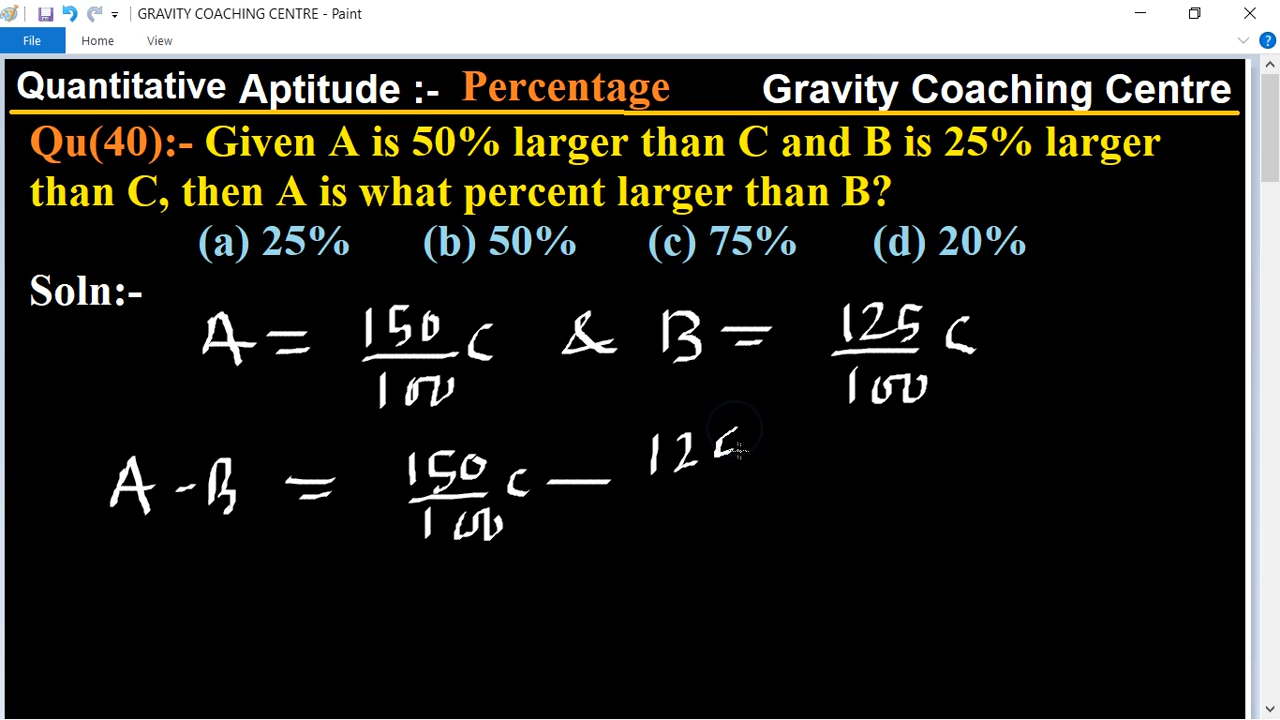 GRAVITY COACHING CENTRE - Paint
File Home View
Quantitative Aptitude :- Percentage Gravity Coaching Centre
Qu(40):- Given A is 50% larger than C and B is 25% larger
than C, then A is what percent larger than B?
(a) 25% (b) 50% (c) 75% (d) 20%
Soln:-
A = 150/100 C & B = 125/100 C
A - B = 150/100 C - 12